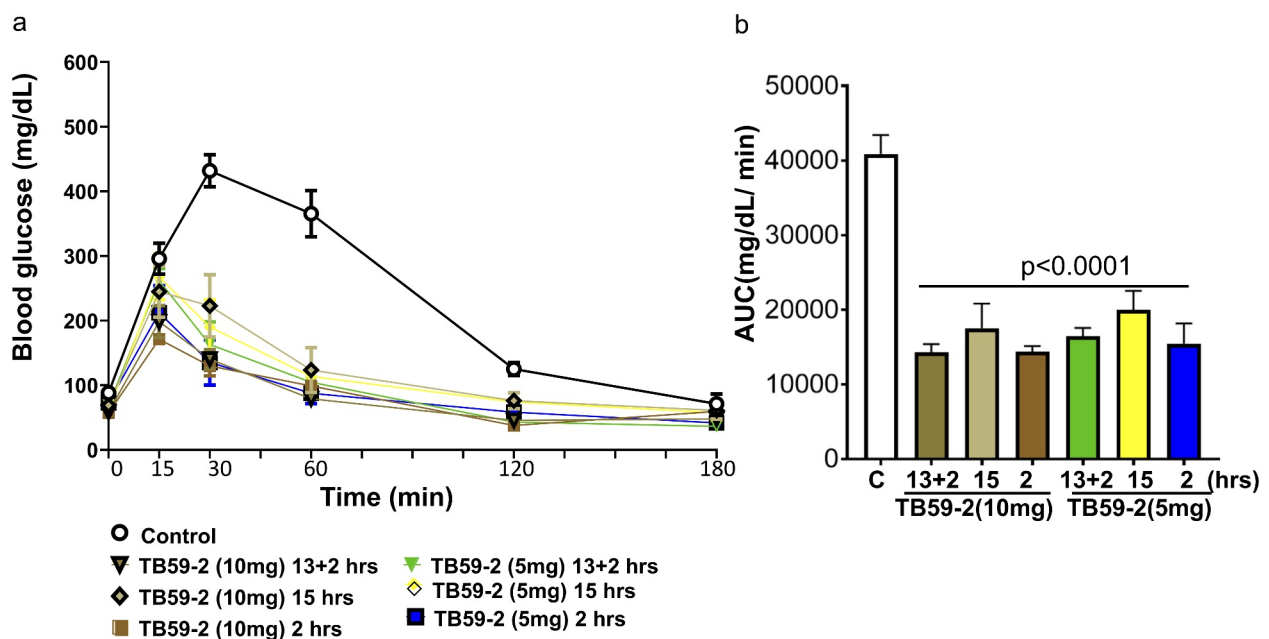 a
Blood glucose (mg/dL)
600
500
400
300
200
100
0
0 15 30 60 120 180
Time (min)
Control
TB59-2 (10mg) 13+2 hrs
TB59-2 (10mg) 15 hrs
TB59-2 (10mg) 2 hrs
TB59-2 (5mg) 13+2 hrs
TB59-2 (5mg) 15 hrs
TB59-2 (5mg) 2 hrs
b
AUC(mg/dL/ min)
50000
40000
30000
20000
10000
0
p<0.0001
C 13+2 15 2 13+2 15 2 (hrs)
TB59-2(10mg) TB59-2(5mg)